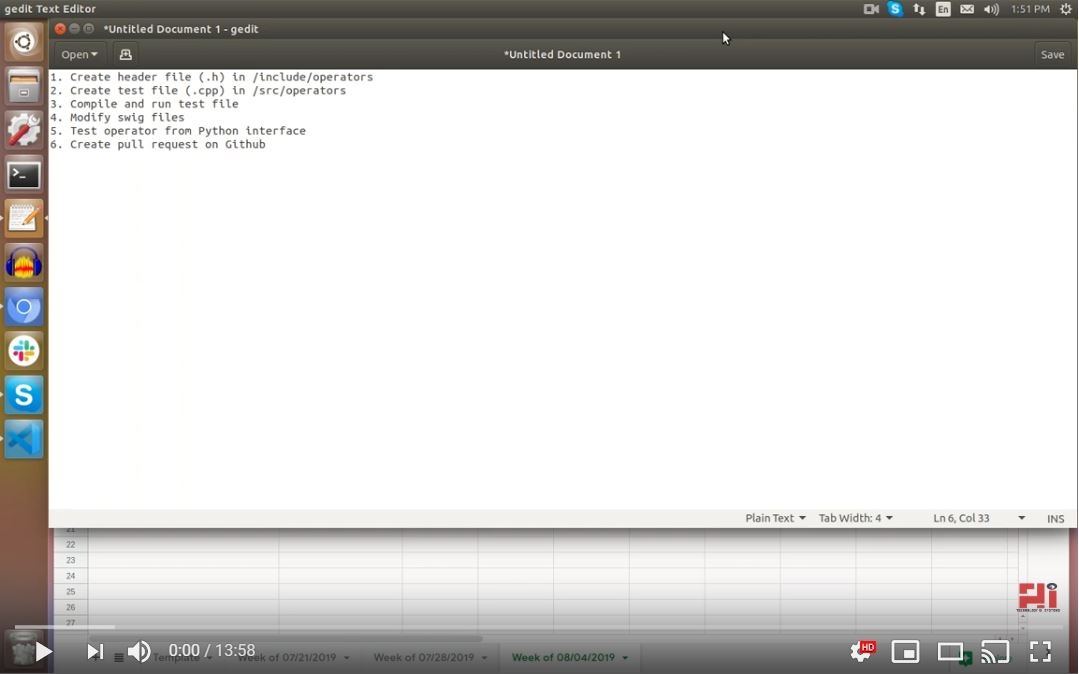 gedit Text Editor
En
1:51 PM
*Untitled Document 1 - gedit
Open
*Untitled Document 1
Save
1. Create header file (.h) in /include/operators
2. Create test file (.cpp) in /src/operators
3. Compile and run test file
4. Modify swig files
5. Test operator from Python interface
6. Create pull request on Github
Plain Text
Tab Width: 4
Ln 6, Col 33
INS
21
22
23
24
25
26
27
0:00 / 13:58
HD
Template
Week of 07/21/2019
Week of 07/28/2019
Week of 08/04/2019